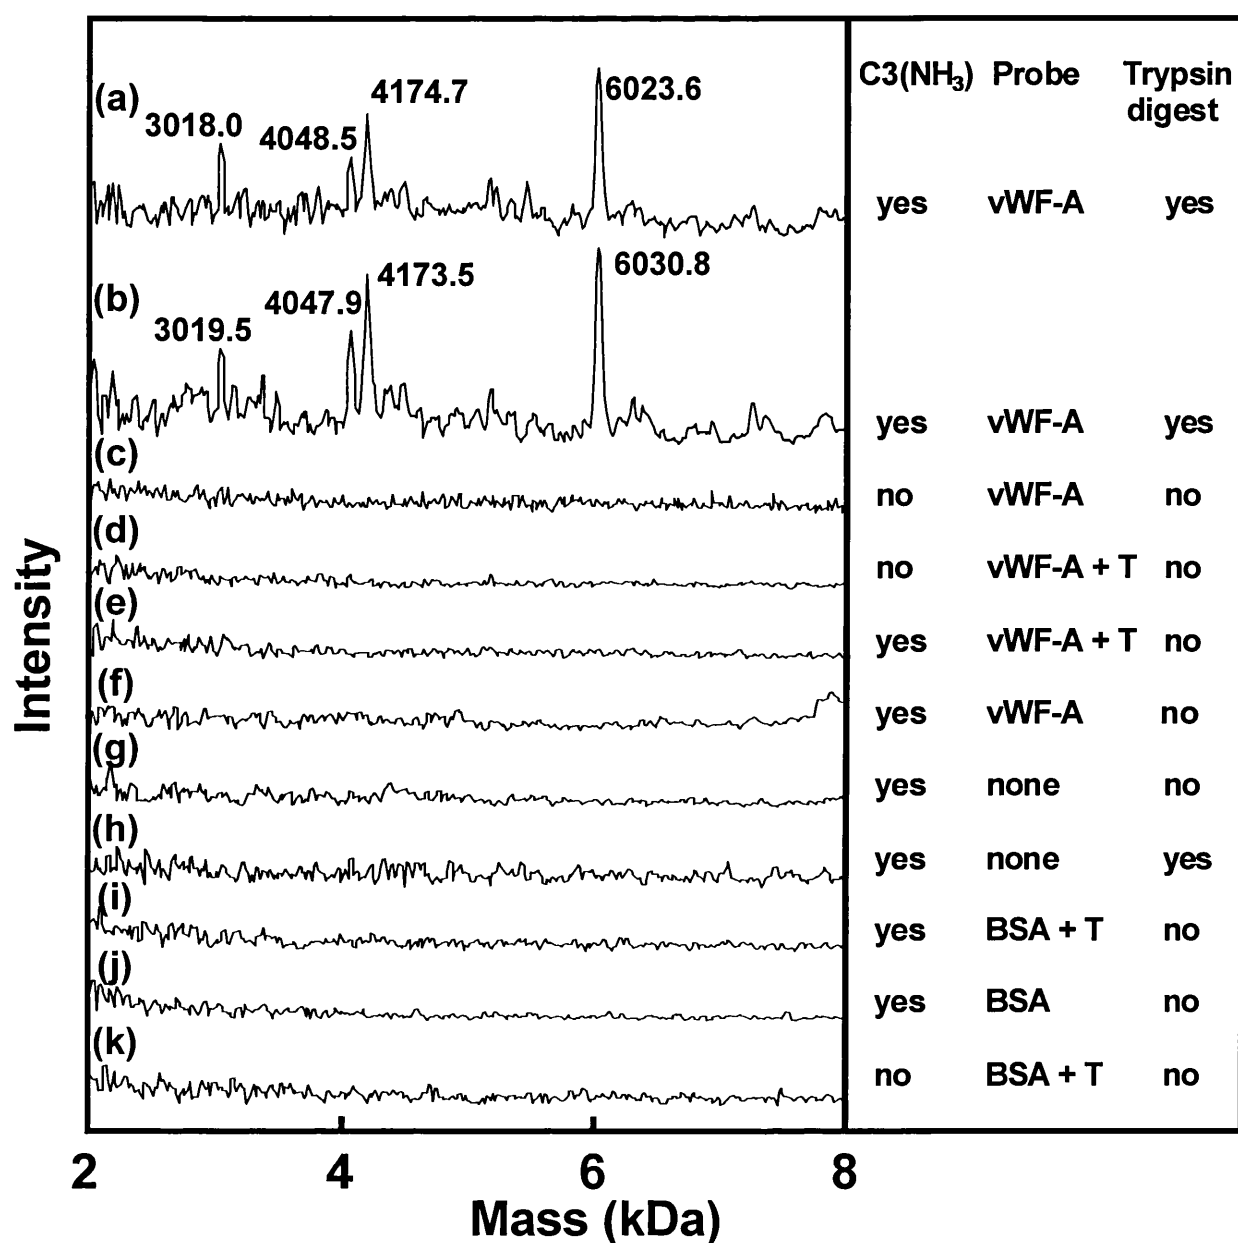 C3(NH₃) Probe Trypsin
digest
(a) 3018.0 4048.5 4174.7 6023.6
yes vWF-A yes
(b) 3019.5 4047.9 4173.5 6030.8
yes vWF-A yes
(c) no vWF-A no
(d) no vWF-A + T no
(e) yes vWF-A + T no
(f) yes vWF-A no
(g) yes none no
(h) yes none yes
(i) yes BSA + T no
(j) yes BSA no
(k) no BSA + T no
Intensity
2 4 6 8
Mass (kDa)